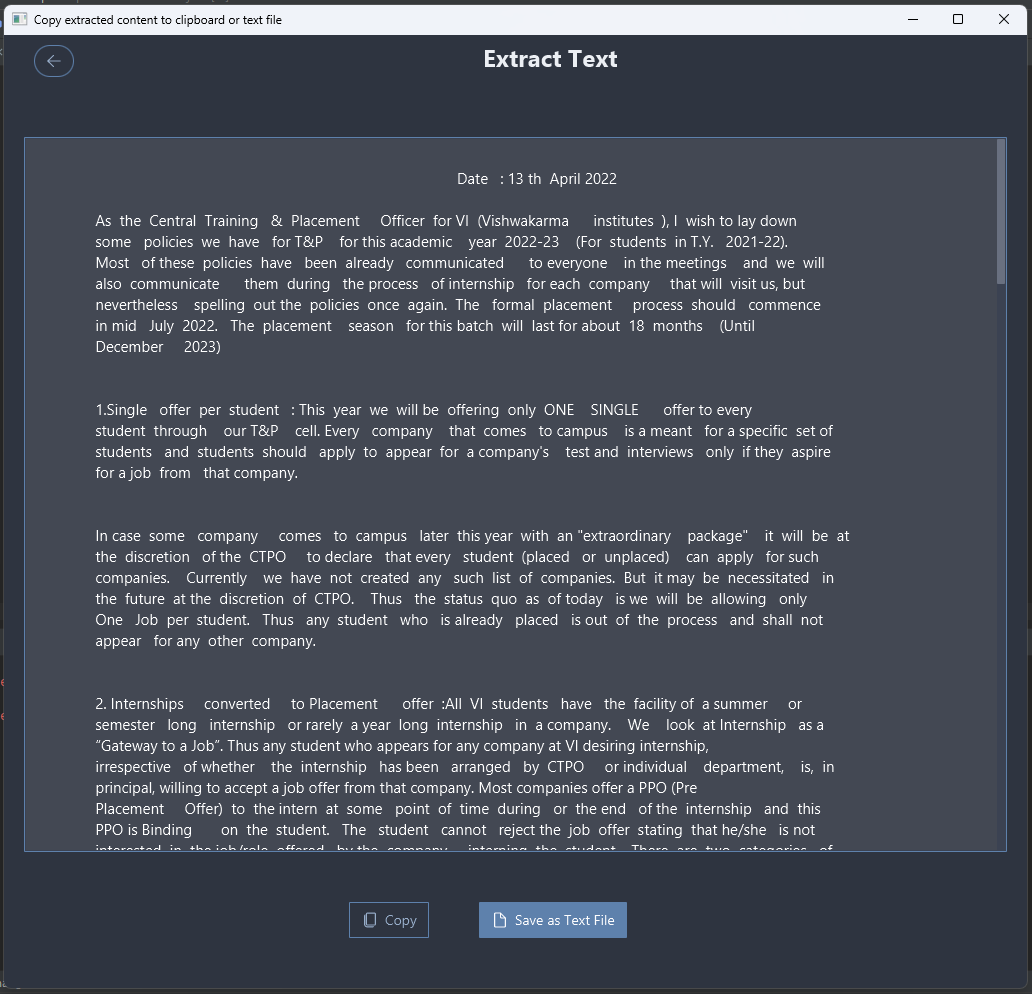 Copy extracted content to clipboard or text file
Extract Text
Date : 13 th April 2022
As the Central Training & Placement Officer for VI (Vishwakarma institutes ), I wish to lay down
some policies we have for T&P for this academic year 2022-23 (For students in T.Y. 2021-22).
Most of these policies have been already communicated to everyone in the meetings and we will
also communicate them during the process of internship for each company that will visit us, but
nevertheless spelling out the policies once again. The formal placement process should commence
in mid July 2022. The placement season for this batch will last for about 18 months (Until
December 2023)
1.Single offer per student : This year we will be offering only ONE SINGLE offer to every
student through our T&P cell. Every company that comes to campus is a meant for a specific set of
students and students should apply to appear for a company's test and interviews only if they aspire
for a job from that company.
In case some company comes to campus later this year with an "extraordinary package" it will be at
the discretion of the CTPO to declare that every student (placed or unplaced) can apply for such
companies. Currently we have not created any such list of companies. But it may be necessitated in
the future at the discretion of CTPO. Thus the status quo as of today is we will be allowing only
One Job per student. Thus any student who is already placed is out of the process and shall not
appear for any other company.
2. Internships converted to Placement offer :All VI students have the facility of a summer or
semester long internship or rarely a year long internship in a company. We look at Internship as a
“Gateway to a Job”. Thus any student who appears for any company at VI desiring internship,
irrespective of whether the internship has been arranged by CTPO or individual department, is, in
principal, willing to accept a job offer from that company. Most companies offer a PPO (Pre
Placement Offer) to the intern at some point of time during or the end of the internship and this
PPO is Binding on the student. The student cannot reject the job offer stating that he/she is not
interested in the job/role offered by the company interning the student. There are two categories of
Copy
Save as Text File